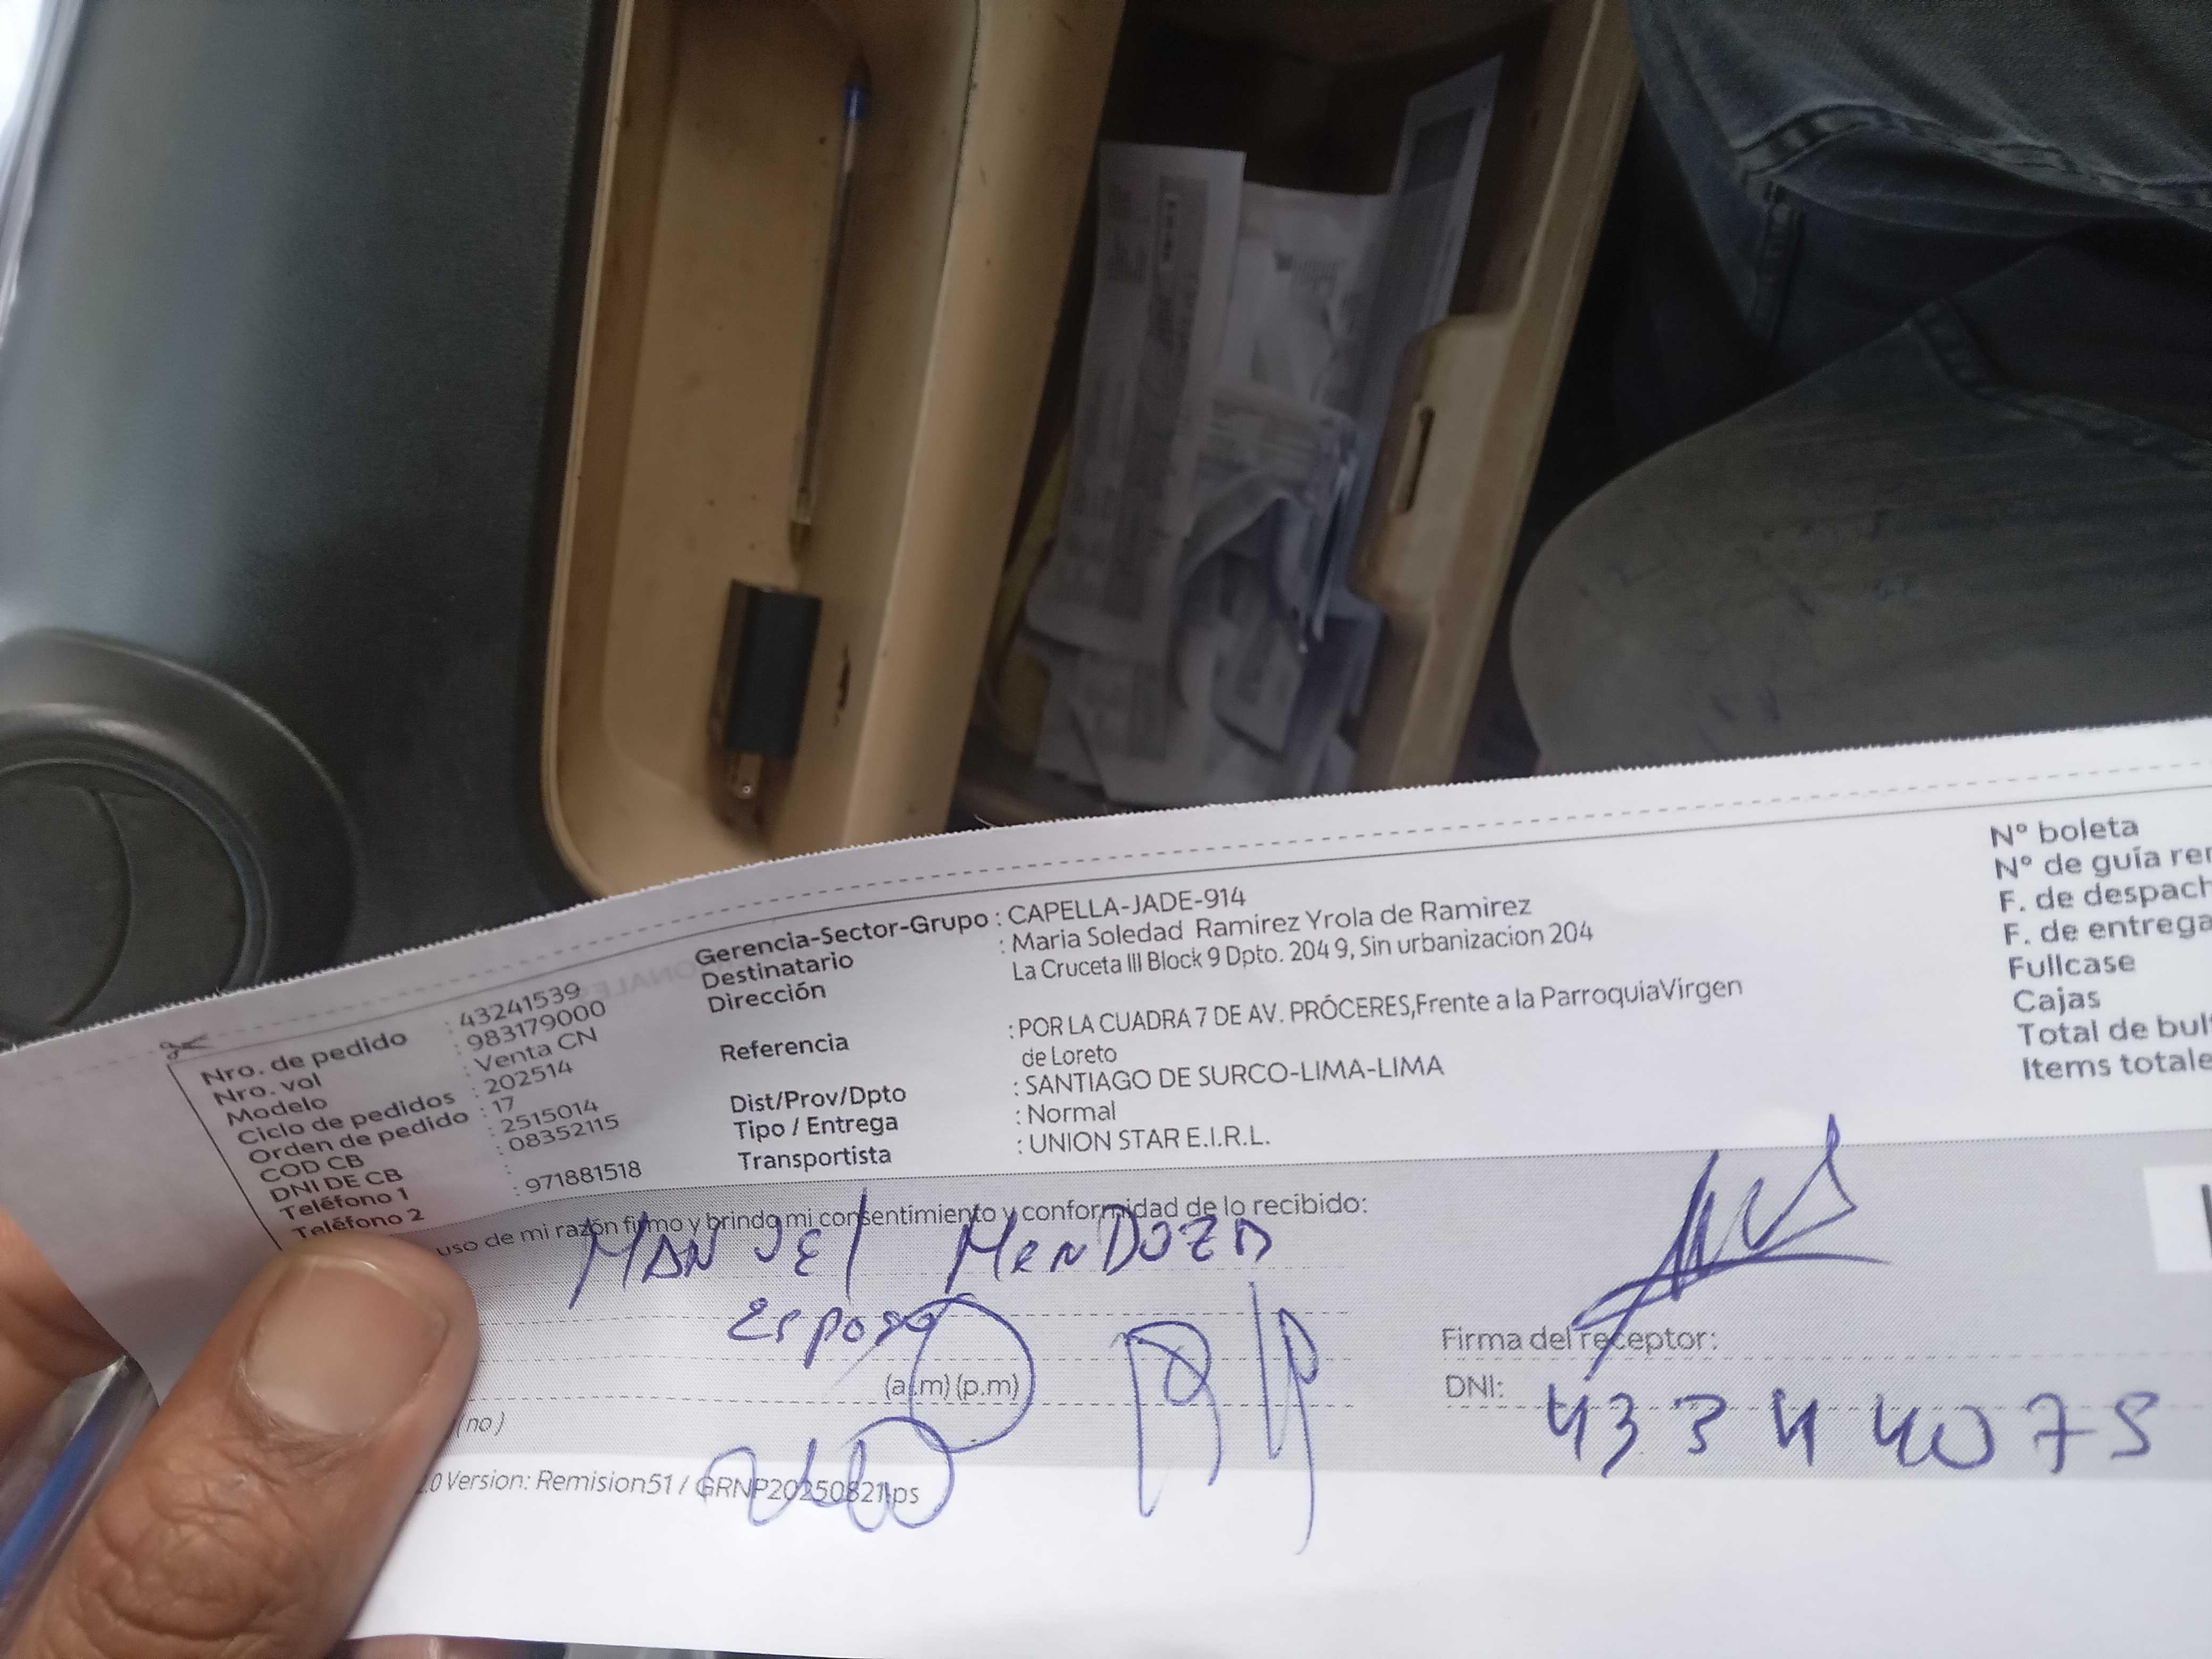 Nro. de pedido : 43241539
Nro. vol : 983179000
Modelo : Venta CN
Ciclo de pedidos : 202514
Orden de pedido : 17
COD CB : 2515014
DNI DE CB : 08352115
Teléfono 1 :
Teléfono 2 : 971881518
Gerencia-Sector-Grupo : CAPELLA-JADE-914
Destinatario : Maria Soledad Ramirez Yrola de Ramirez
Dirección La Cruceta III Block 9 Dpto. 204 9, Sin urbanizacion 204
Referencia : POR LA CUADRA 7 DE AV. PRÓCERES,Frente a la ParroquiaVirgen
de Loreto
Dist/Prov/Dpto : SANTIAGO DE SURCO-LIMA-LIMA
Tipo / Entrega : Normal
Transportista : UNION STAR E.I.R.L.
N° boleta
N° de guía rem
F. de despach
F. de entrega
Fullcase
Cajas
Total de bul
Items totale
uso de mi razón firmo y brindo mi consentimiento y conformidad de lo recibido:
MANUEl MenDOZA
Esposo
(a.m) (p.m)
(no)
Firma del receptor:
DNI: 43344075
2.0 Version: Remision51 / GRNP20250821.ps